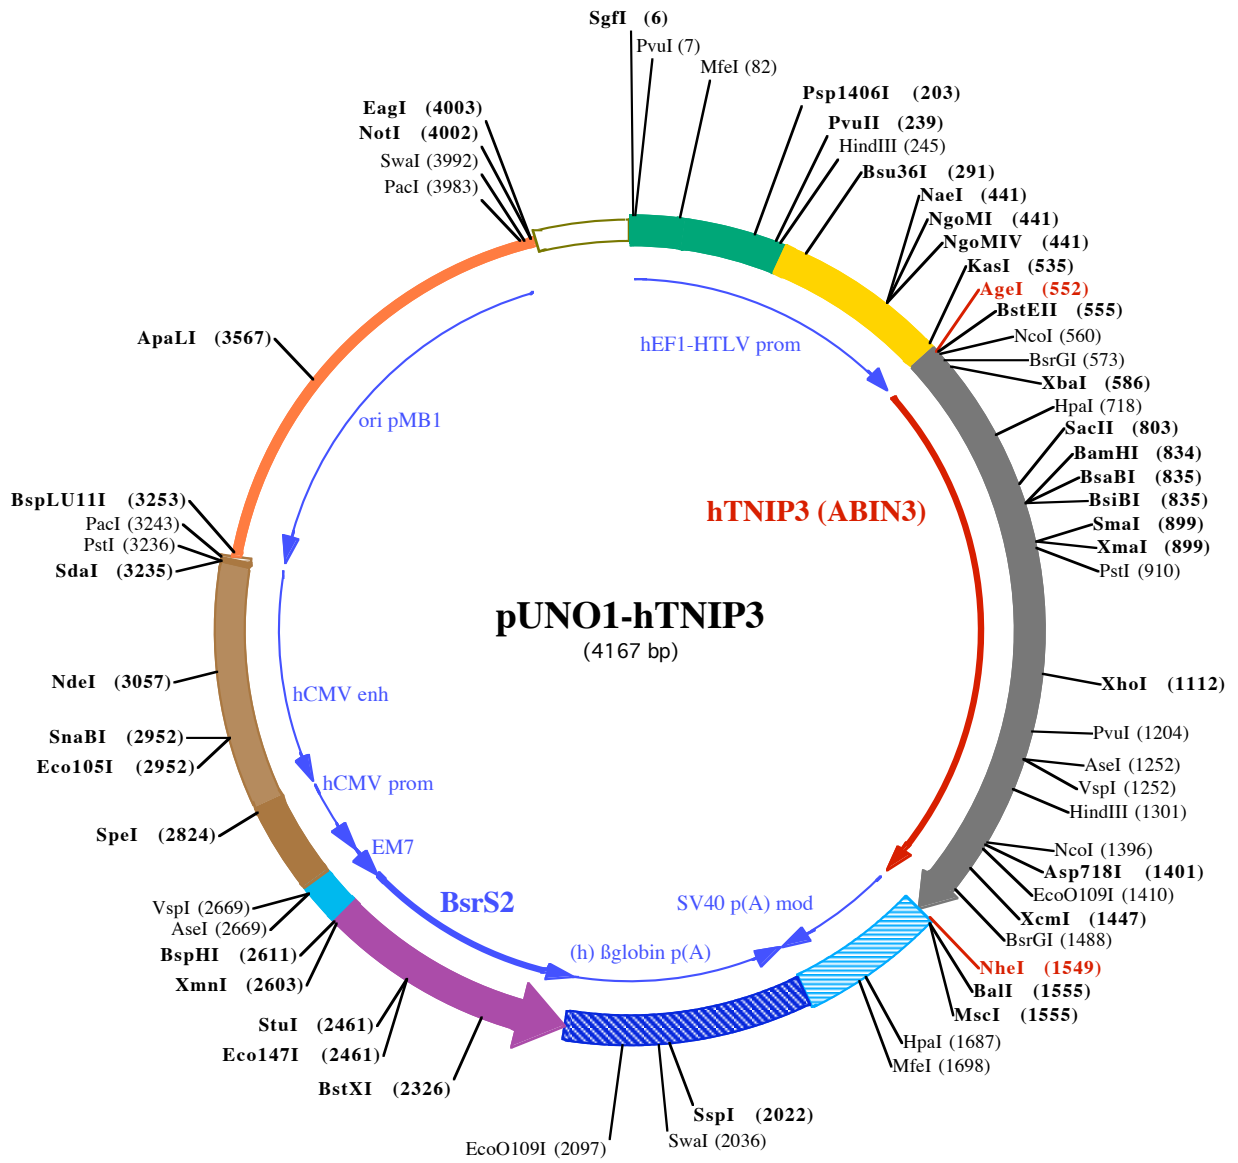 SgfI (6)
PvuI (7)
MfeI (82)
Psp1406I (203)
PvuII (239)
HindIII (245)
Bsu36I (291)
NaeI (441)
NgoMI (441)
NgoMIV (441)
KasI (535)
AgeI (552)
BstEII (555)
NcoI (560)
BsrGI (573)
XbaI (586)
HpaI (718)
SacII (803)
BamHI (834)
BsaBI (835)
BsiBI (835)
SmaI (899)
XmaI (899)
PstI (910)
XhoI (1112)
PvuI (1204)
AseI (1252)
VspI (1252)
HindIII (1301)
NcoI (1396)
Asp718I (1401)
EcoO109I (1410)
XcmI (1447)
BsrGI (1488)
NheI (1549)
BalI (1555)
MscI (1555)
HpaI (1687)
MfeI (1698)
SspI (2022)
SwaI (2036)
EcoO109I (2097)
BstXI (2326)
Eco147I (2461)
StuI (2461)
XmnI (2603)
BspHI (2611)
AseI (2669)
VspI (2669)
SpeI (2824)
Eco105I (2952)
SnaBI (2952)
NdeI (3057)
SdaI (3235)
PstI (3236)
PacI (3243)
BspLU11I (3253)
ApaLI (3567)
PacI (3983)
SwaI (3992)
NotI (4002)
EagI (4003)
hEF1-HTLV prom
hTNIP3 (ABIN3)
SV40 p(A) mod
(h) ßglobin p(A)
BsrS2
EM7
hCMV prom
hCMV enh
ori pMB1
pUNO1-hTNIP3
(4167 bp)